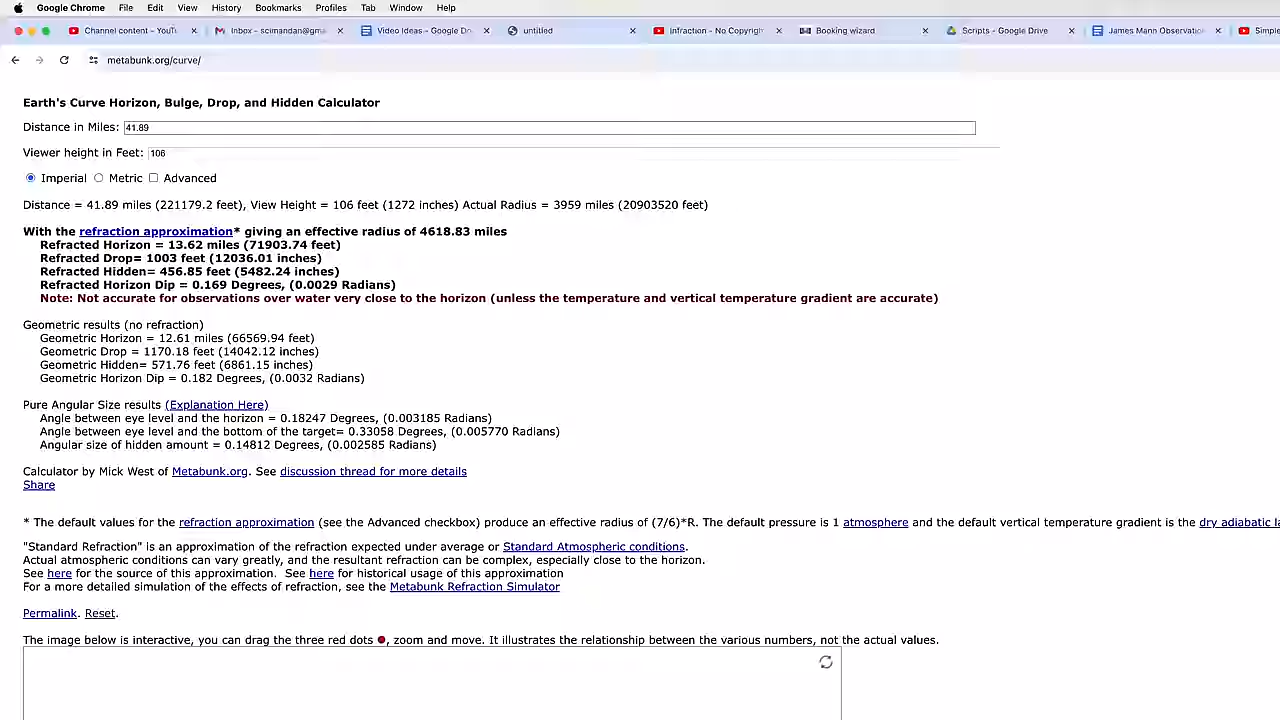 Google Chrome File Edit View History Bookmarks Profiles Tab Window Help
Channel content - YouTu Inbox - scimandan@gma Video Ideas - Google Do untitled Infraction - No Copyrigh Booking wizard Scripts - Google Drive James Mann Observatio Simple
metabunk.org/curve/
Earth's Curve Horizon, Bulge, Drop, and Hidden Calculator
Distance in Miles: 41.89
Viewer height in Feet: 106
Imperial Metric Advanced
Distance = 41.89 miles (221179.2 feet), View Height = 106 feet (1272 inches) Actual Radius = 3959 miles (20903520 feet)
With the refraction approximation* giving an effective radius of 4618.83 miles
Refracted Horizon = 13.62 miles (71903.74 feet)
Refracted Drop= 1003 feet (12036.01 inches)
Refracted Hidden= 456.85 feet (5482.24 inches)
Refracted Horizon Dip = 0.169 Degrees, (0.0029 Radians)
Note: Not accurate for observations over water very close to the horizon (unless the temperature and vertical temperature gradient are accurate)
Geometric results (no refraction)
Geometric Horizon = 12.61 miles (66569.94 feet)
Geometric Drop = 1170.18 feet (14042.12 inches)
Geometric Hidden= 571.76 feet (6861.15 inches)
Geometric Horizon Dip = 0.182 Degrees, (0.0032 Radians)
Pure Angular Size results (Explanation Here)
Angle between eye level and the horizon = 0.18247 Degrees, (0.003185 Radians)
Angle between eye level and the bottom of the target= 0.33058 Degrees, (0.005770 Radians)
Angular size of hidden amount = 0.14812 Degrees, (0.002585 Radians)
Calculator by Mick West of Metabunk.org. See discussion thread for more details
Share
* The default values for the refraction approximation (see the Advanced checkbox) produce an effective radius of (7/6)*R. The default pressure is 1 atmosphere and the default vertical temperature gradient is the dry adiabatic la
"Standard Refraction" is an approximation of the refraction expected under average or Standard Atmospheric conditions.
Actual atmospheric conditions can vary greatly, and the resultant refraction can be complex, especially close to the horizon.
See here for the source of this approximation. See here for historical usage of this approximation
For a more detailed simulation of the effects of refraction, see the Metabunk Refraction Simulator
Permalink. Reset.
The image below is interactive, you can drag the three red dots , zoom and move. It illustrates the relationship between the various numbers, not the actual values.